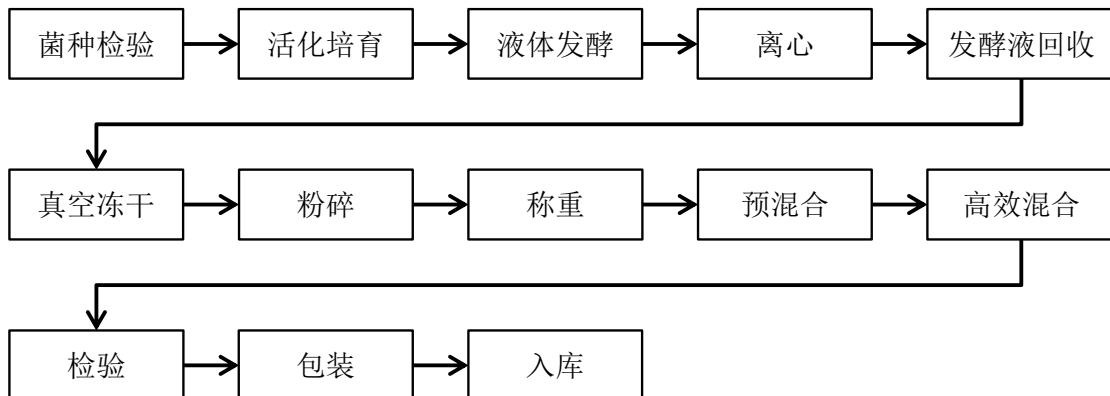 菌种检验
活化培育
液体发酵
离心
发酵液回收
真空冻干
粉碎
称重
预混合
高效混合
检验
包装
入库